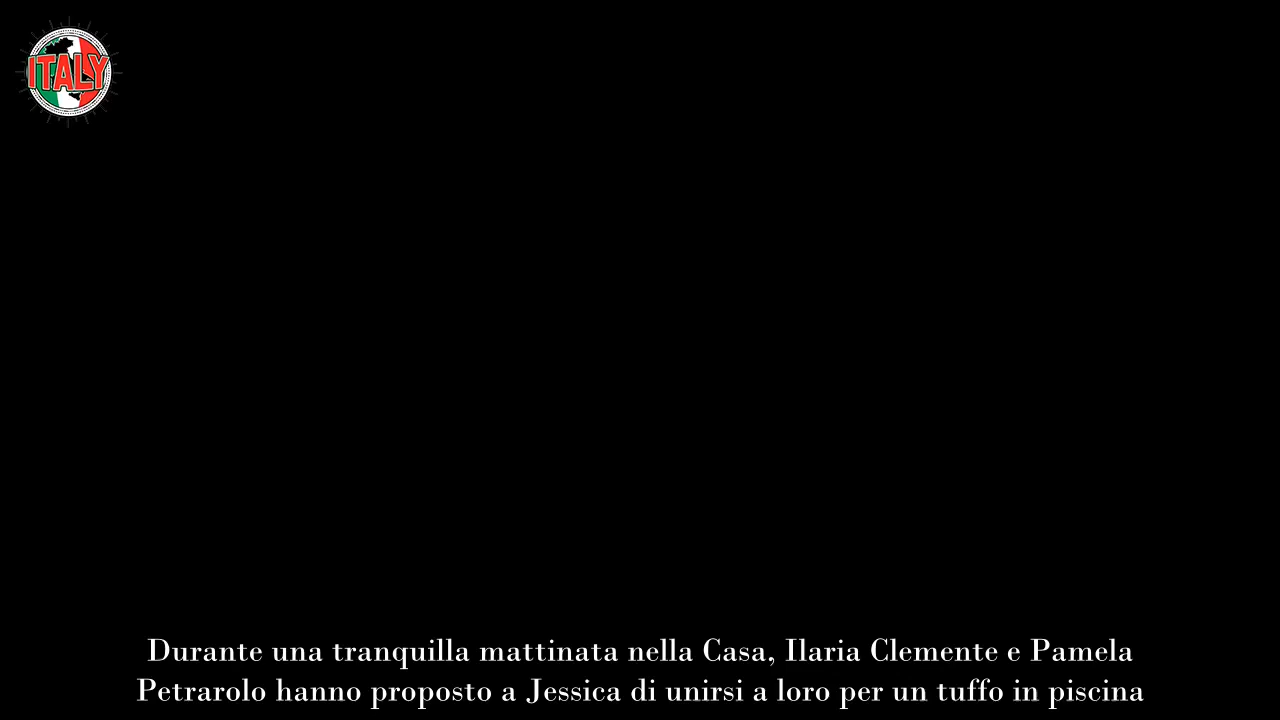 ITALY
Durante una tranquilla mattinata nella Casa, Ilaria Clemente e Pamela
Petrarolo hanno proposto a Jessica di unirsi a loro per un tuffo in piscina